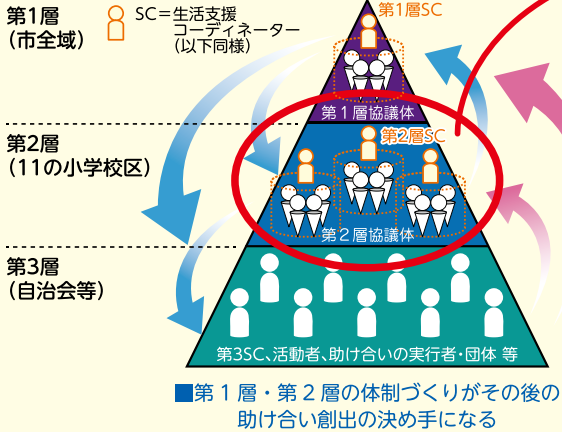 第1層
（市全域）
SC＝生活支援
コーディネーター
（以下同様）
第1層SC
第１層協議体
第2層
（11の小学校区）
第2層SC
第２層協議体
第3層
（自治会等）
第3SC、活動者、助け合いの実行者・団体 等
■第１層・第２層の体制づくりがその後の
助け合い創出の決め手になる